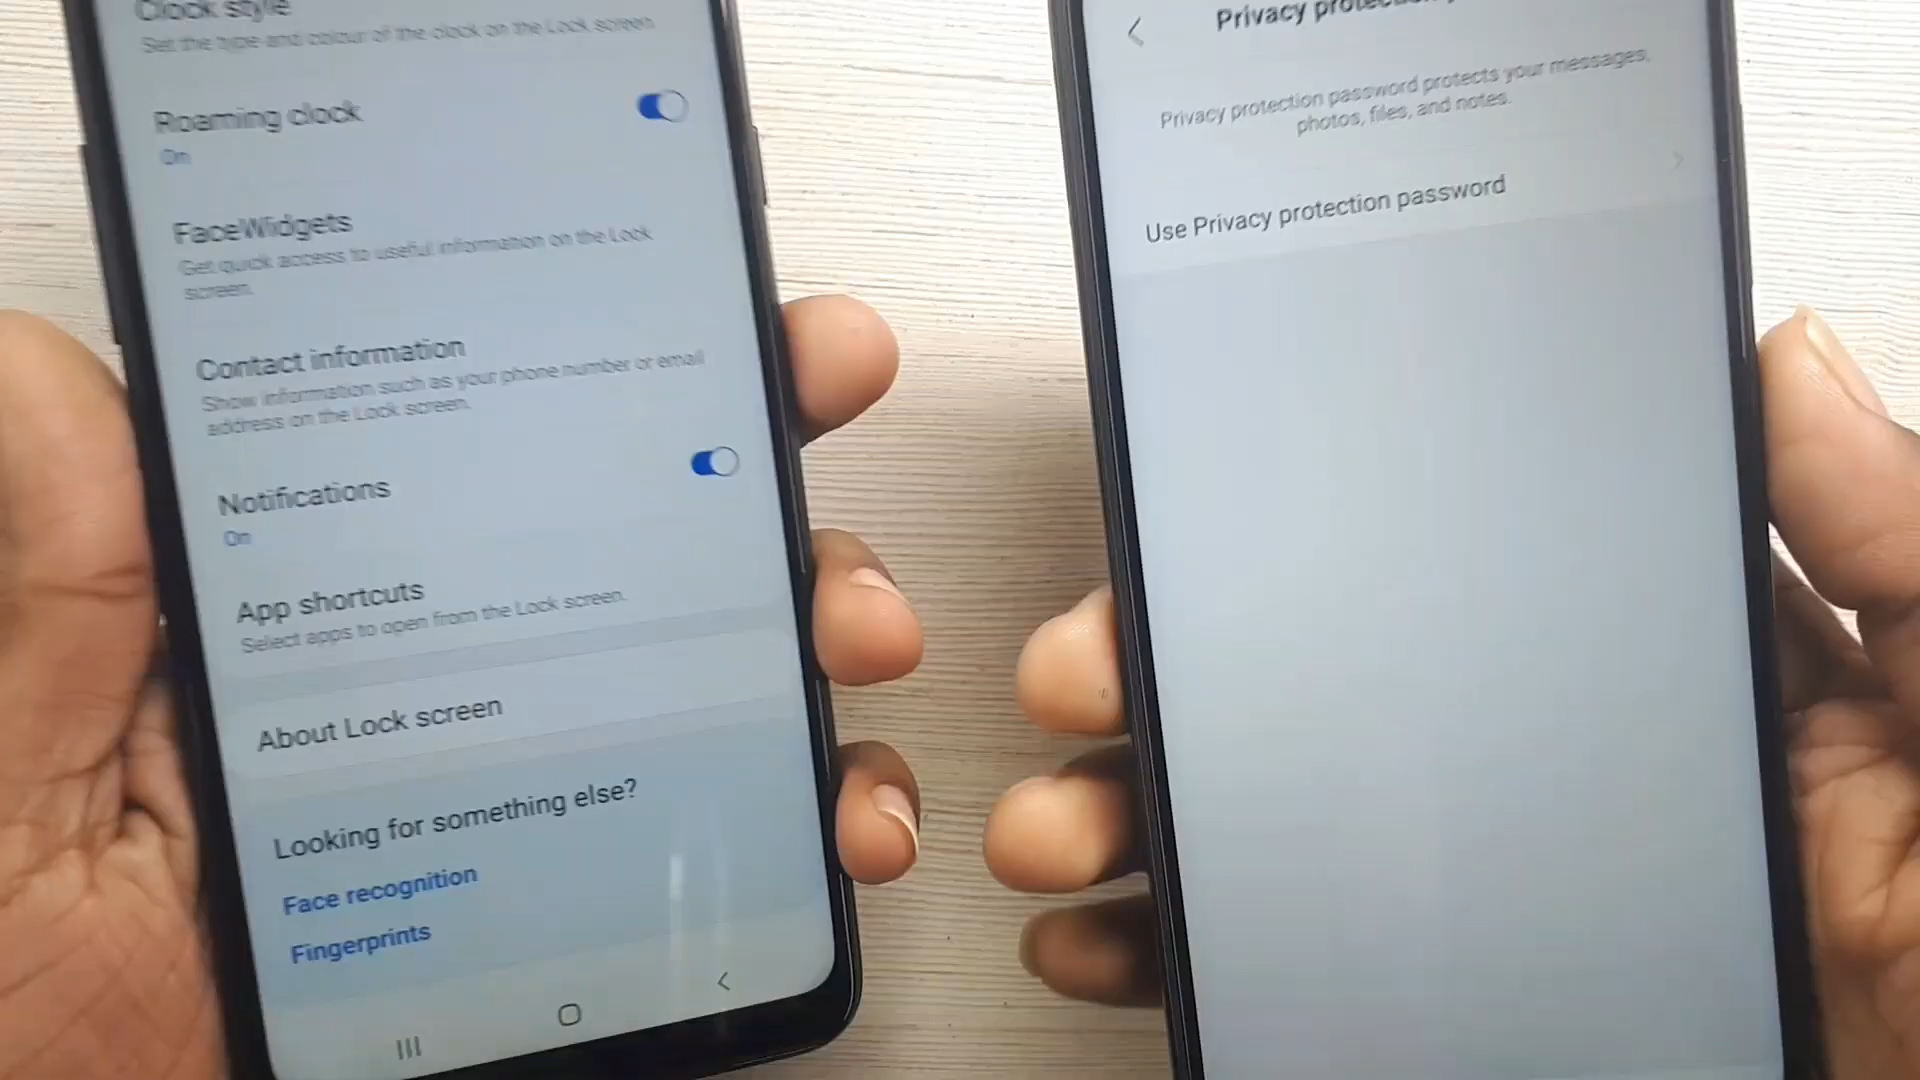 Clock style
Set the type and colour of the clock on the Lock screen
Roaming clock
On
FaceWidgets
Get quick access to useful information on the Lock
screen.
Contact information
Show information such as your phone number or email
address on the Lock screen.
Notifications
On
App shortcuts
Select apps to open from the Lock screen.
About Lock screen
Looking for something else?
Face recognition
Fingerprints
Privacy protection
Privacy protection password protects your messages,
photos, files, and notes.
Use Privacy protection password